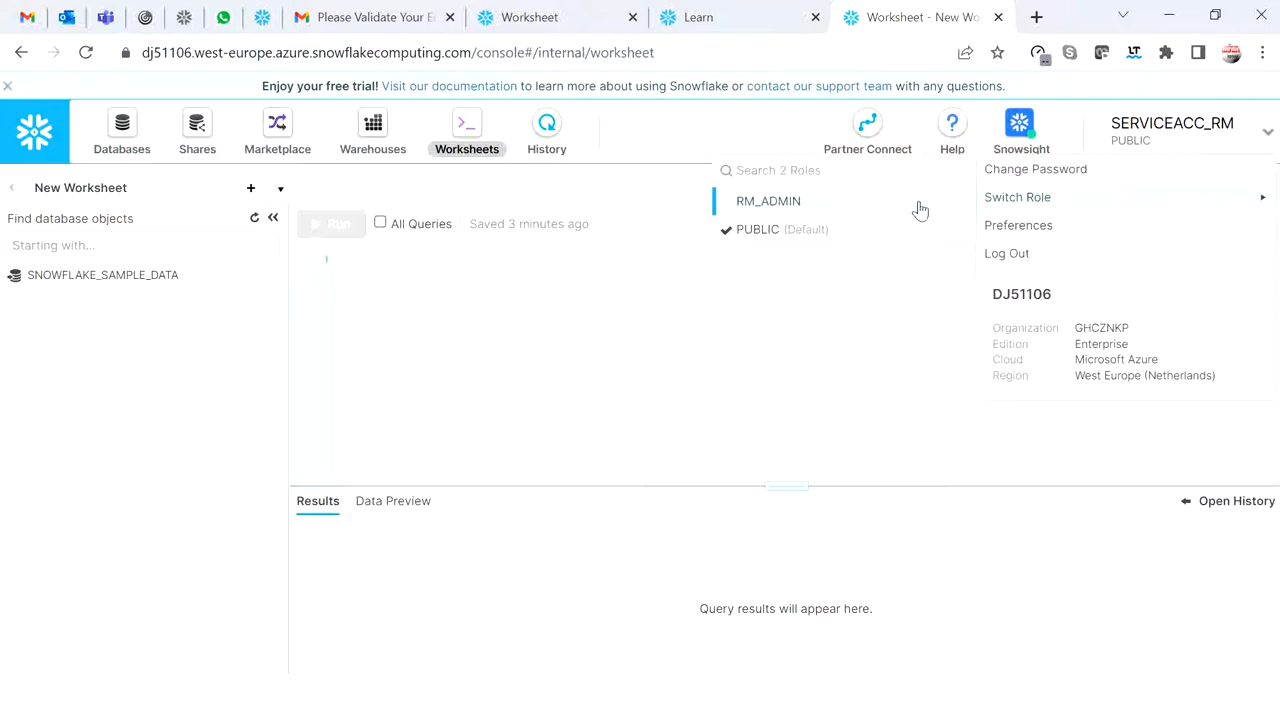 Please Validate Your E
Worksheet
Learn
Worksheet - New Wo
dj51106.west-europe.azure.snowflakecomputing.com/console#/internal/worksheet
Enjoy your free trial! Visit our documentation to learn more about using Snowflake or contact our support team with any questions.
Databases
Shares
Marketplace
Warehouses
Worksheets
History
Partner Connect
Help
Snowsight
SERVICEACC_RM
PUBLIC
New Worksheet
Find database objects
Starting with...
SNOWFLAKE_SAMPLE_DATA
Run
All Queries
Saved 3 minutes ago
Search 2 Roles
RM_ADMIN
PUBLIC (Default)
Change Password
Switch Role
Preferences
Log Out
DJ51106
Organization GHCZNKP
Edition Enterprise
Cloud Microsoft Azure
Region West Europe (Netherlands)
Results
Data Preview
Open History
Query results will appear here.